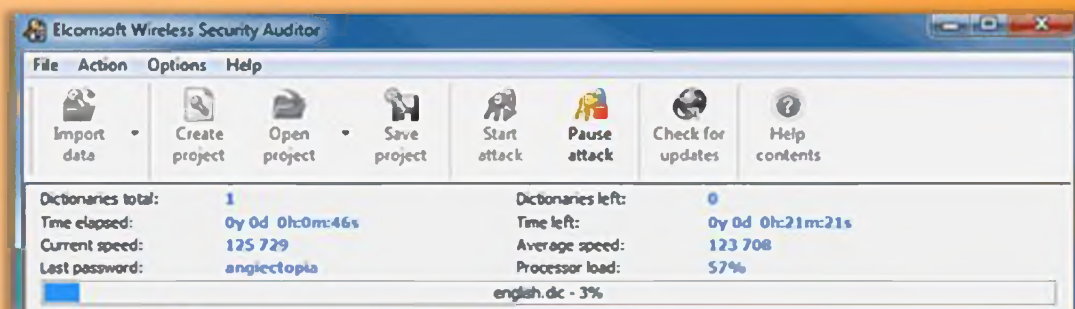 Elcomsoft Wireless Security Auditor
File Action Options Help
Import data
Create project
Open project
Save project
Start attack
Pause attack
Check for updates
Help contents
Dictionaries total: 1 Dictionaries left: 0
Time elapsed: 0y 0d 0h:0m:46s Time left: 0y 0d 0h:21m:21s
Current speed: 125 729 Average speed: 123 708
Last password: angiectopia Processor load: 57%
english.dic - 3%